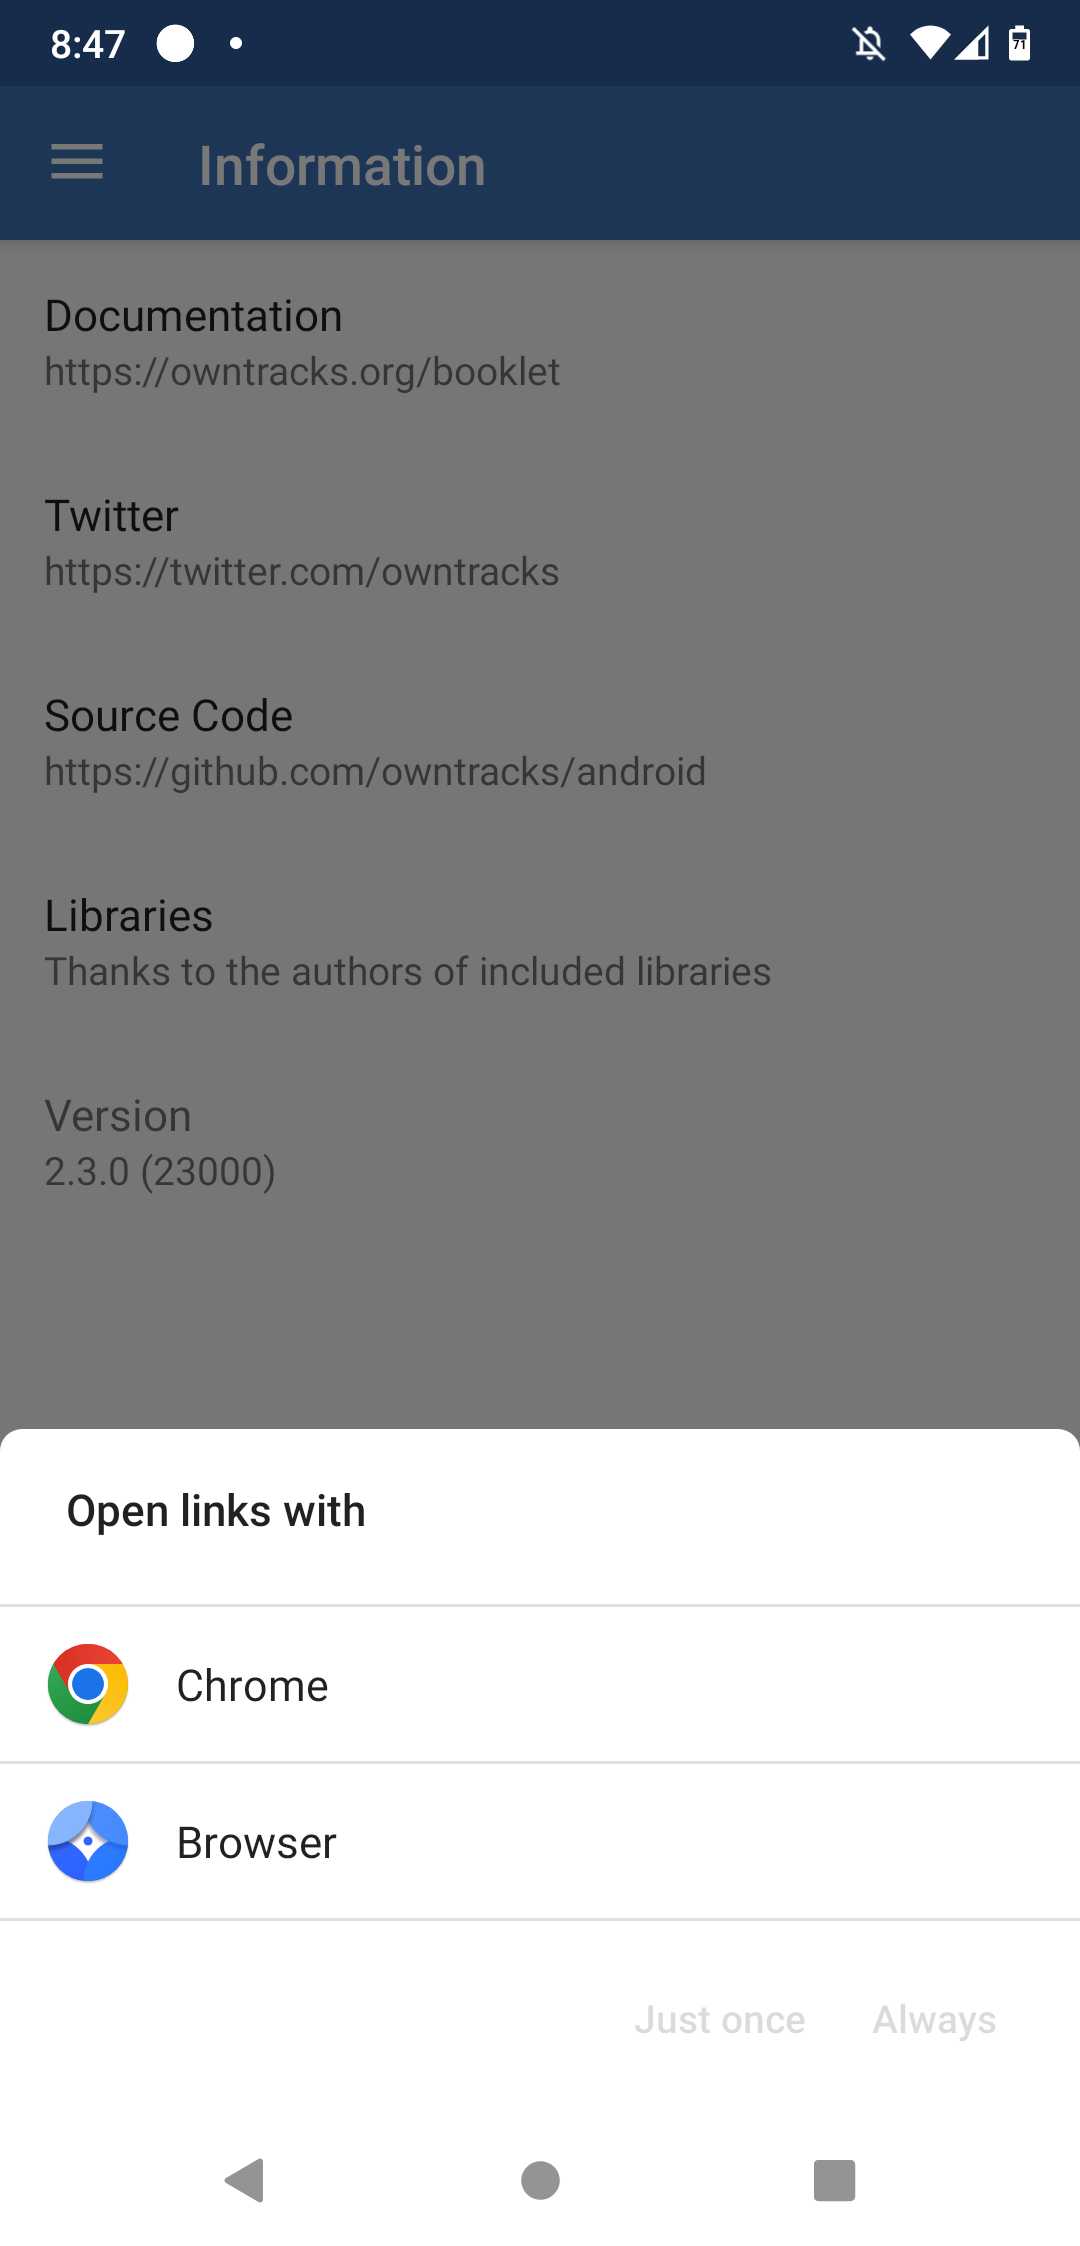 8:47
71
Information
Documentation
https://owntracks.org/booklet
Twitter
https://twitter.com/owntracks
Source Code
https://github.com/owntracks/android
Libraries
Thanks to the authors of included libraries
Version
2.3.0 (23000)
Open links with
Chrome
Browser
Just once Always